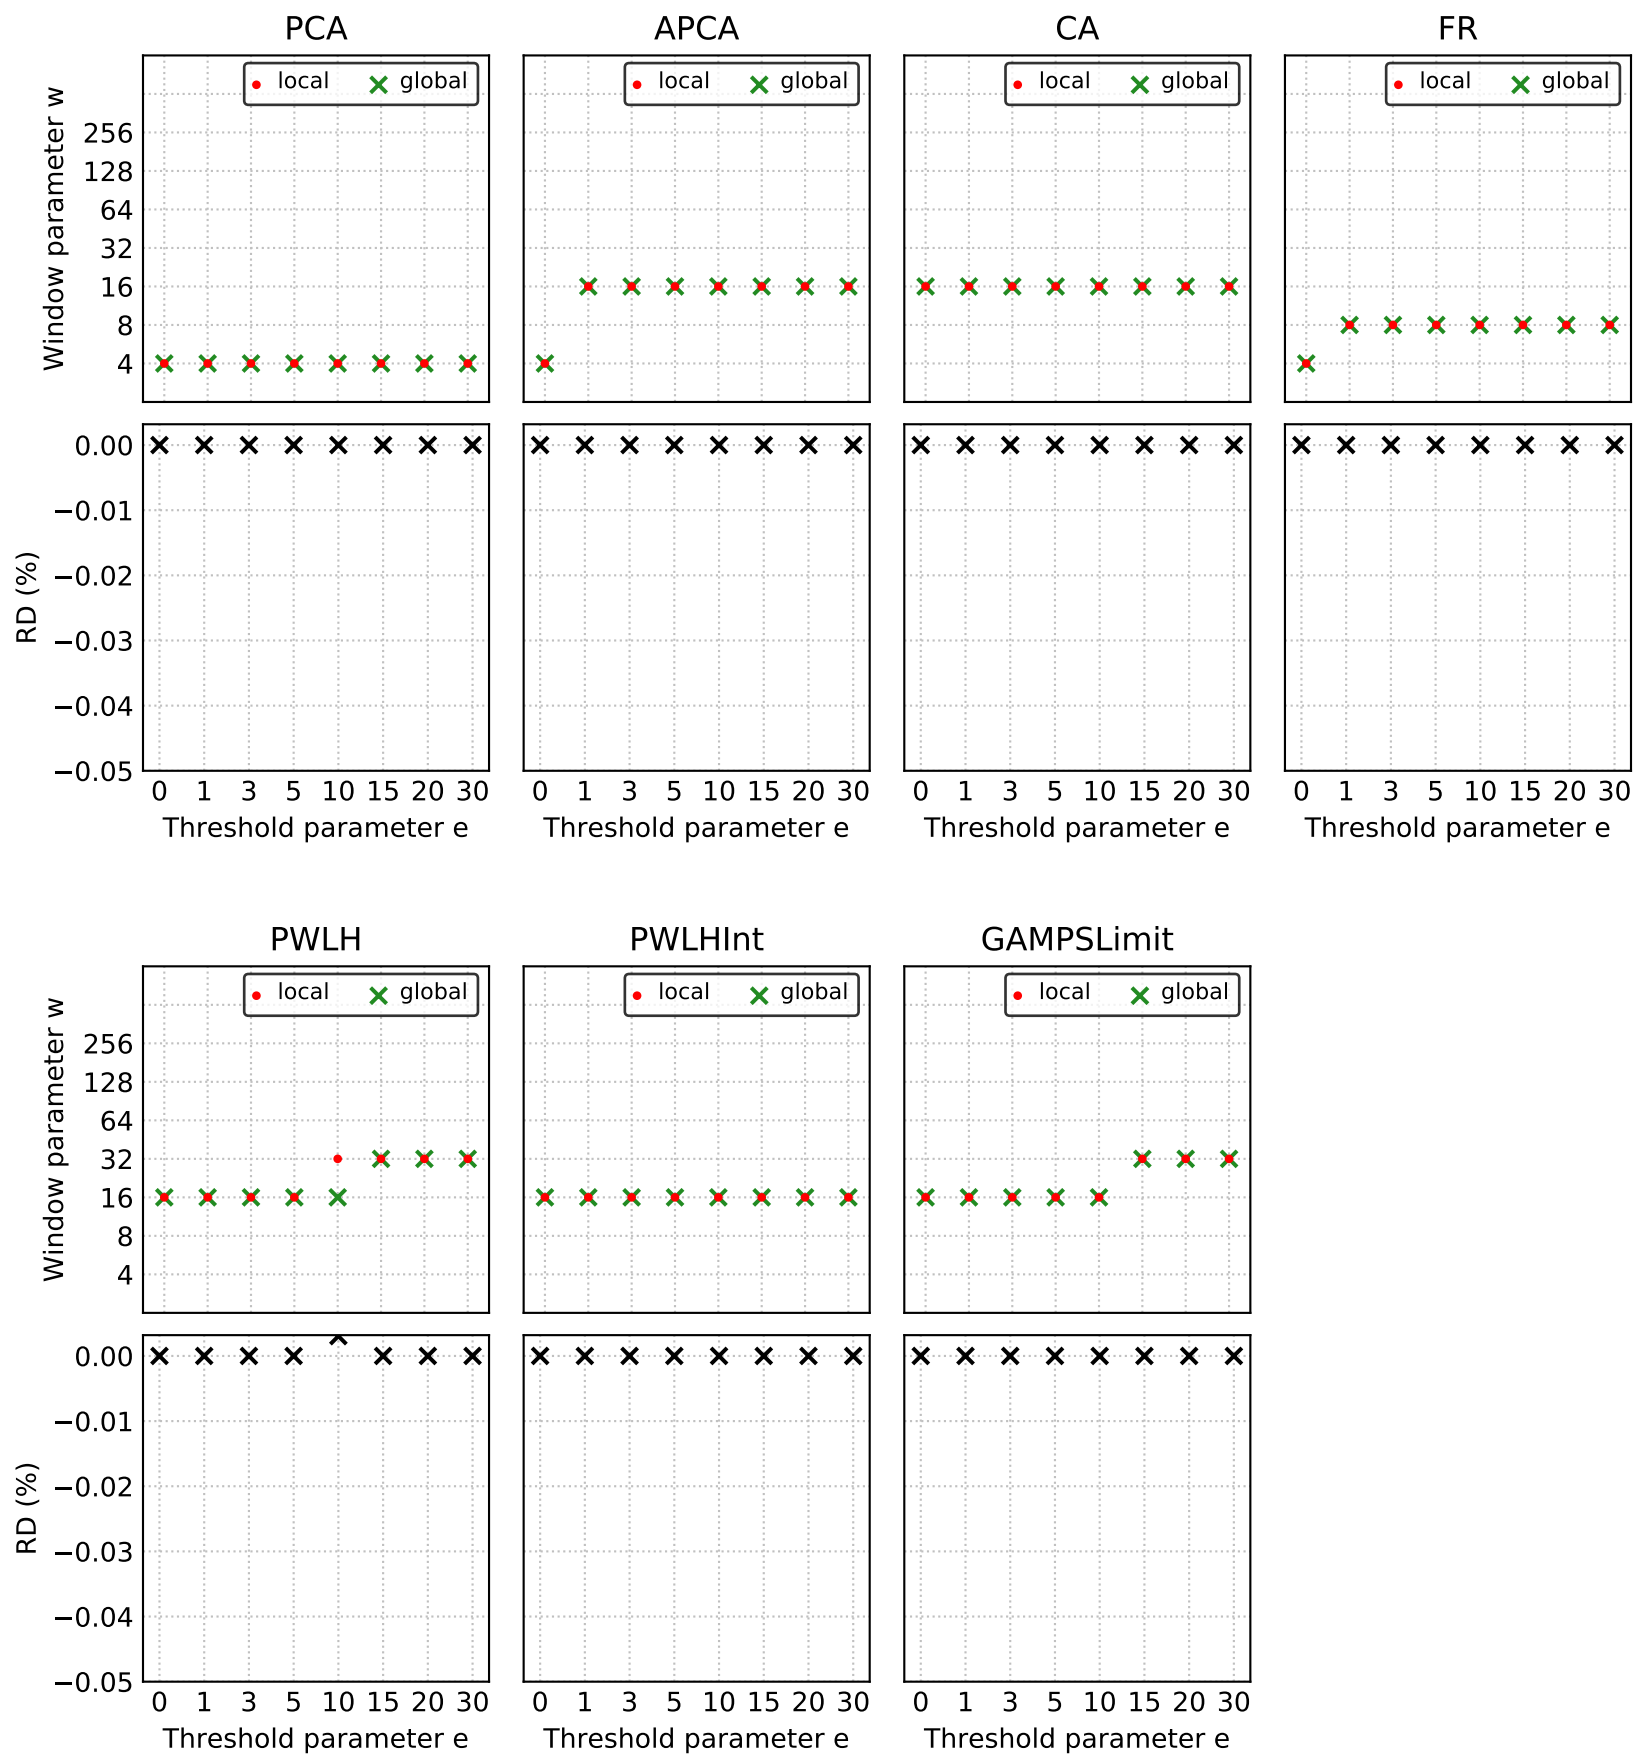 PCA APCA CA FR
local global local global local global local global
Window parameter w
256
128
64
32
16
8
4
RD (%)
0.00
−0.01
−0.02
−0.03
−0.04
−0.05
0 1 3 5 10 15 20 30 0 1 3 5 10 15 20 30 0 1 3 5 10 15 20 30 0 1 3 5 10 15 20 30
Threshold parameter e Threshold parameter e Threshold parameter e Threshold parameter e
PWLH PWLHInt GAMPSLimit
local global local global local global
Window parameter w
256
128
64
32
16
8
4
RD (%)
0.00
−0.01
−0.02
−0.03
−0.04
−0.05
0 1 3 5 10 15 20 30 0 1 3 5 10 15 20 30 0 1 3 5 10 15 20 30
Threshold parameter e Threshold parameter e Threshold parameter e